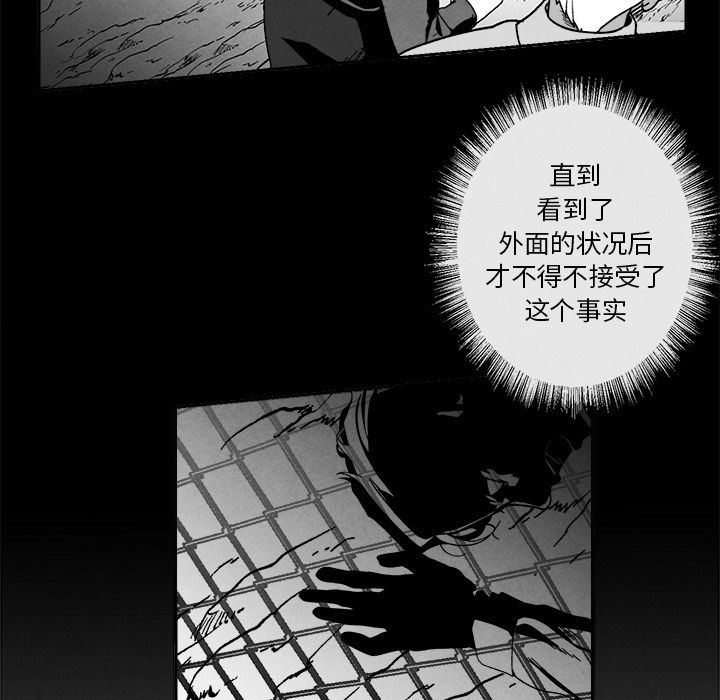 直到
看到了
外面的状况后
才不得不接受了
这个事实